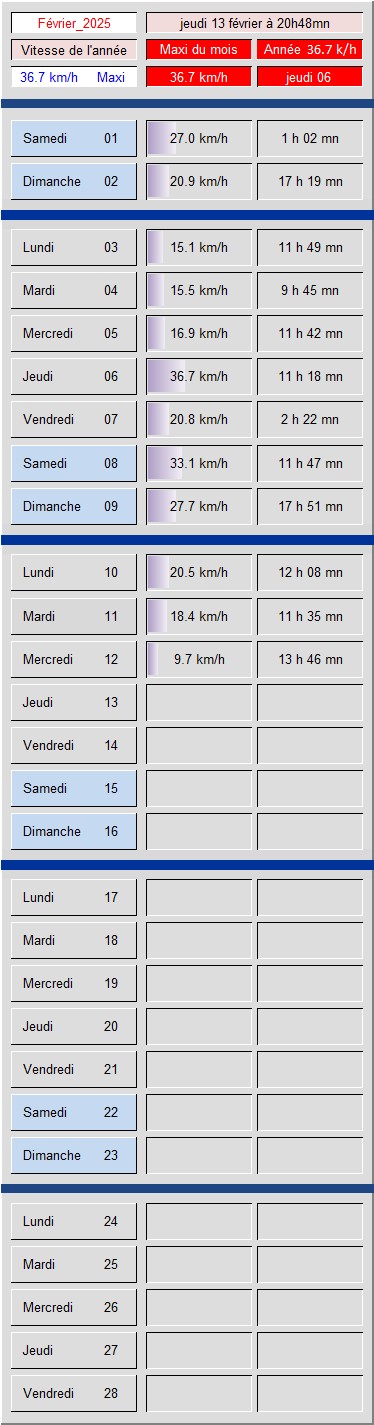 Février_2025 jeudi 13 février à 20h48mn
Vitesse de l'année Maxi du mois Année 36.7 k/h
36.7 km/h Maxi 36.7 km/h jeudi 06
Samedi 01 27.0 km/h 1 h 02 mn
Dimanche 02 20.9 km/h 17 h 19 mn
Lundi 03 15.1 km/h 11 h 49 mn
Mardi 04 15.5 km/h 9 h 45 mn
Mercredi 05 16.9 km/h 11 h 42 mn
Jeudi 06 36.7 km/h 11 h 18 mn
Vendredi 07 20.8 km/h 2 h 22 mn
Samedi 08 33.1 km/h 11 h 47 mn
Dimanche 09 27.7 km/h 17 h 51 mn
Lundi 10 20.5 km/h 12 h 08 mn
Mardi 11 18.4 km/h 11 h 35 mn
Mercredi 12 9.7 km/h 13 h 46 mn
Jeudi 13
Vendredi 14
Samedi 15
Dimanche 16
Lundi 17
Mardi 18
Mercredi 19
Jeudi 20
Vendredi 21
Samedi 22
Dimanche 23
Lundi 24
Mardi 25
Mercredi 26
Jeudi 27
Vendredi 28